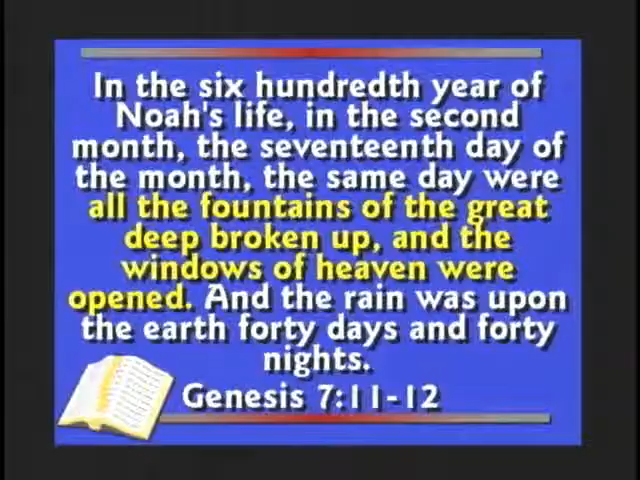 In the six hundredth year of
Noah's life, in the second
month, the seventeenth day of
the month, the same day were
all the fountains of the great
deep broken up, and the
windows of heaven were
opened. And the rain was upon
the earth forty days and forty
nights.
Genesis 7:11-12